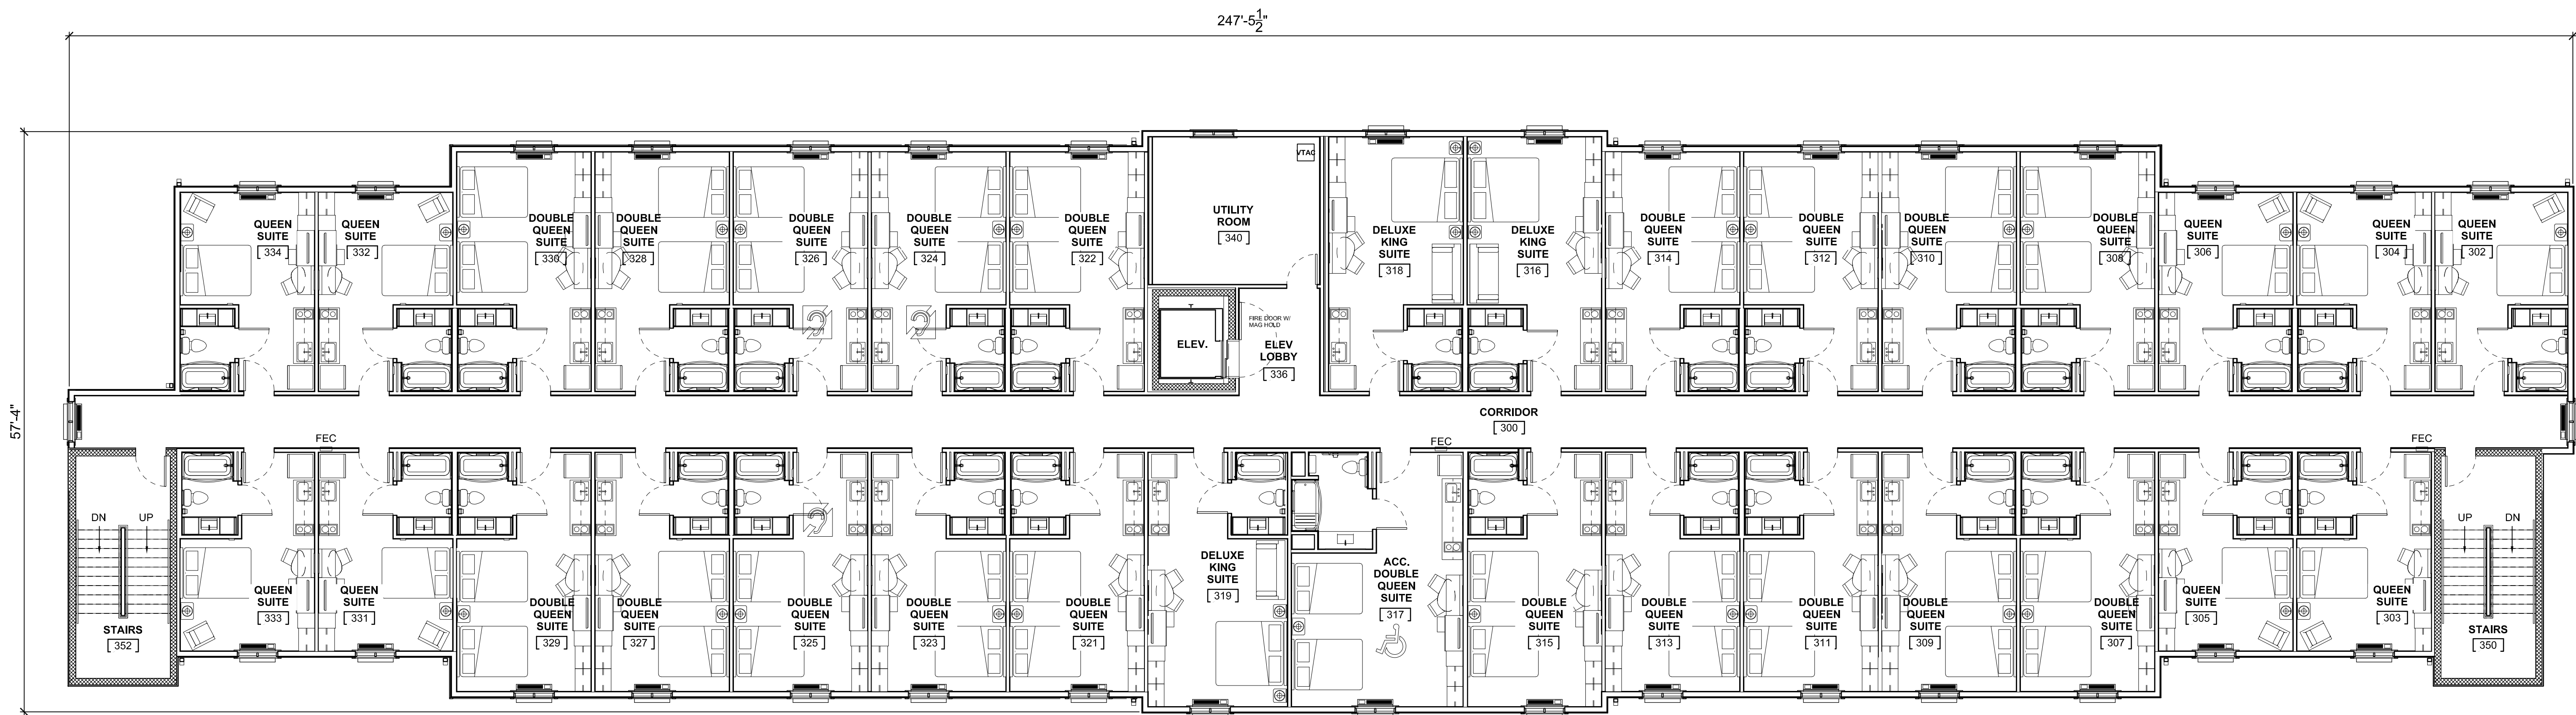 247'-5 1/2"
57'-4"
QUEEN
SUITE
334
QUEEN
SUITE
332
DOUBLE
QUEEN
SUITE
330
DOUBLE
QUEEN
SUITE
328
DOUBLE
QUEEN
SUITE
326
DOUBLE
QUEEN
SUITE
324
DOUBLE
QUEEN
SUITE
322
UTILITY
ROOM
340
VTAC
DELUXE
KING
SUITE
318
DELUXE
KING
SUITE
316
DOUBLE
QUEEN
SUITE
314
DOUBLE
QUEEN
SUITE
312
DOUBLE
QUEEN
SUITE
310
DOUBLE
QUEEN
SUITE
308
QUEEN
SUITE
306
QUEEN
SUITE
304
QUEEN
SUITE
302
FIRE DOOR W/
MAG HOLD
ELEV.
ELEV
LOBBY
336
CORRIDOR
300
FEC
FEC
FEC
DN
UP
STAIRS
352
QUEEN
SUITE
333
QUEEN
SUITE
331
DOUBLE
QUEEN
SUITE
329
DOUBLE
QUEEN
SUITE
327
DOUBLE
QUEEN
SUITE
325
DOUBLE
QUEEN
SUITE
323
DOUBLE
QUEEN
SUITE
321
DELUXE
KING
SUITE
319
ACC.
DOUBLE
QUEEN
SUITE
317
DOUBLE
QUEEN
SUITE
315
DOUBLE
QUEEN
SUITE
313
DOUBLE
QUEEN
SUITE
311
DOUBLE
QUEEN
SUITE
309
DOUBLE
QUEEN
SUITE
307
QUEEN
SUITE
305
QUEEN
SUITE
303
UP
DN
STAIRS
350